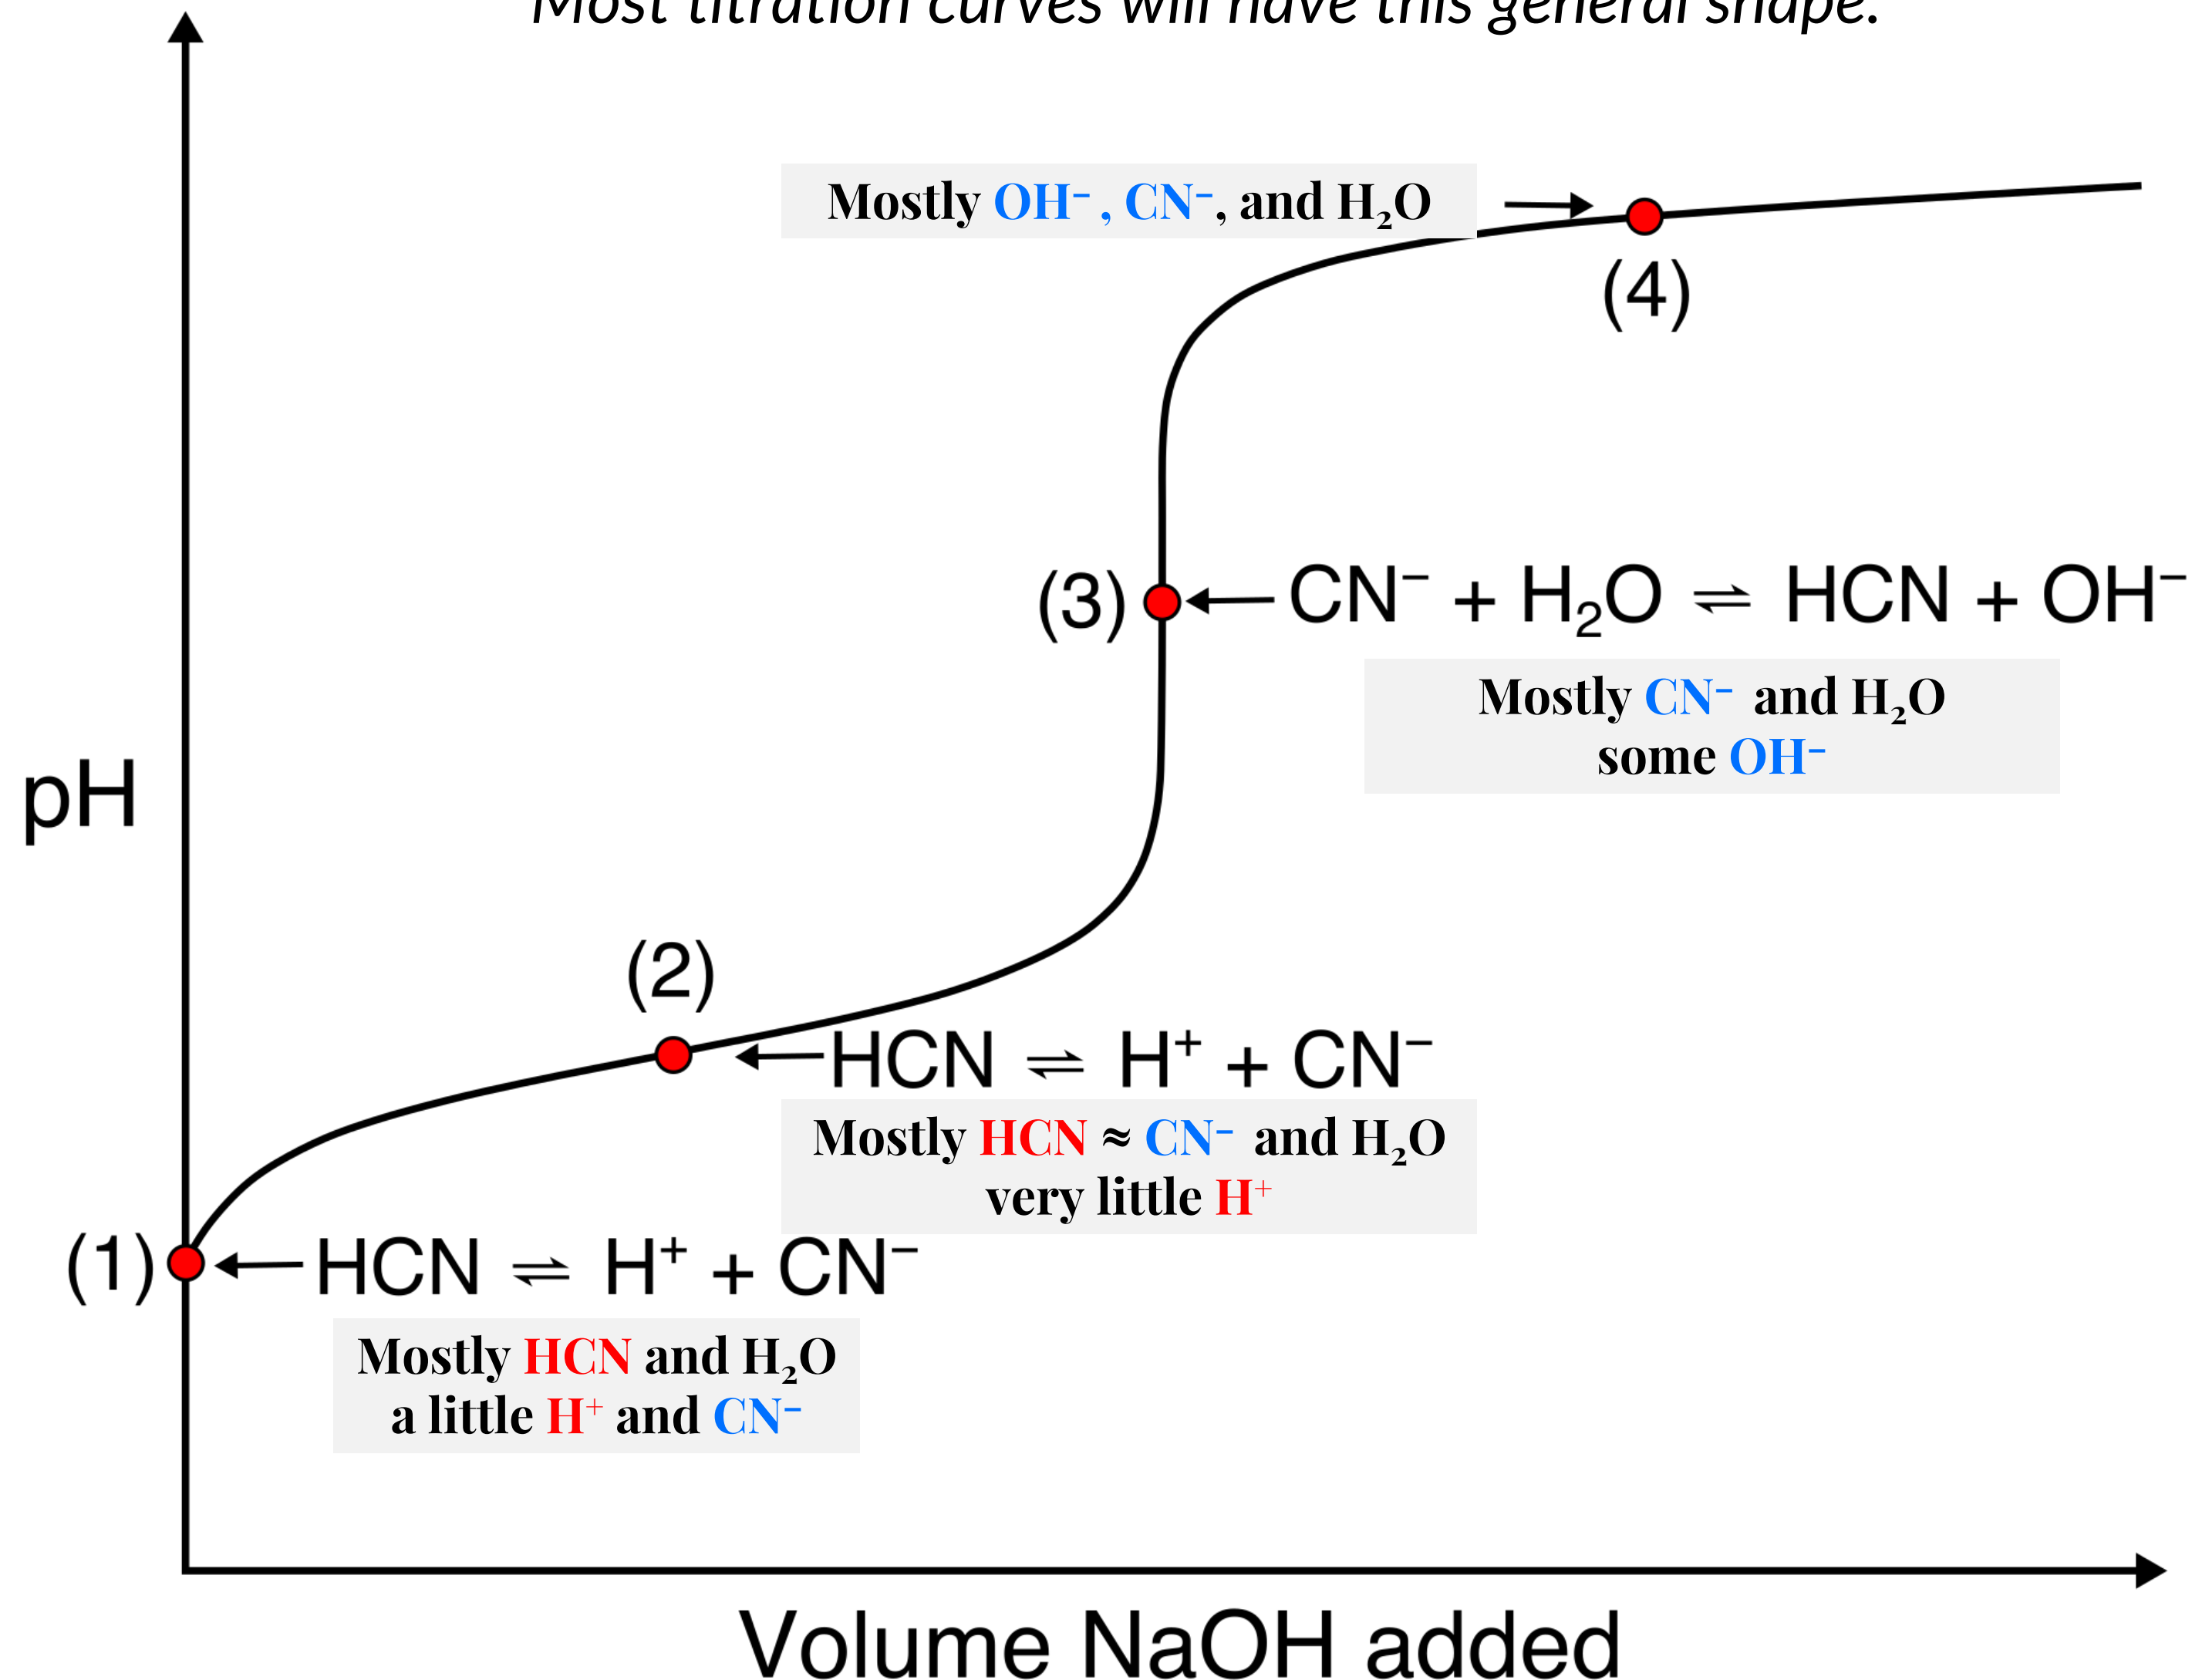 Most titration curves will have this general shape.
Mostly OH⁻, CN⁻, and H₂O
(4)
(3)
CN⁻ + H₂O ⇌ HCN + OH⁻
Mostly CN⁻ and H₂O
some OH⁻
pH
(2)
HCN ⇌ H⁺ + CN⁻
Mostly HCN ≈ CN⁻ and H₂O
very little H⁺
(1)
HCN ⇌ H⁺ + CN⁻
Mostly HCN and H₂O
a little H⁺ and CN⁻
Volume NaOH added